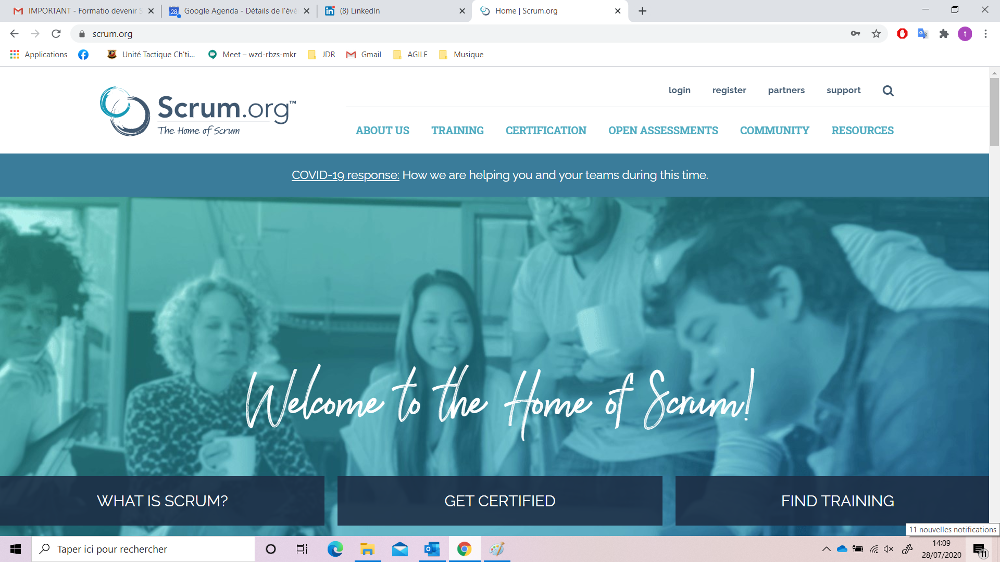 IMPORTANT - Formatio devenir S
Google Agenda - Détails de l'évé
(8) LinkedIn
Home | Scrum.org
scrum.org
t
Applications
Unité Tactique Ch'ti...
Meet – wzd-rbzs-mkr
JDR
Gmail
AGILE
Musique
login
register
partners
support
Scrum.org™
The Home of Scrum
ABOUT US
TRAINING
CERTIFICATION
OPEN ASSESSMENTS
COMMUNITY
RESOURCES
COVID-19 response: How we are helping you and your teams during this time.
Welcome to the Home of Scrum!
WHAT IS SCRUM?
GET CERTIFIED
FIND TRAINING
11 nouvelles notifications
Taper ici pour rechercher
14:09
28/07/2020
11